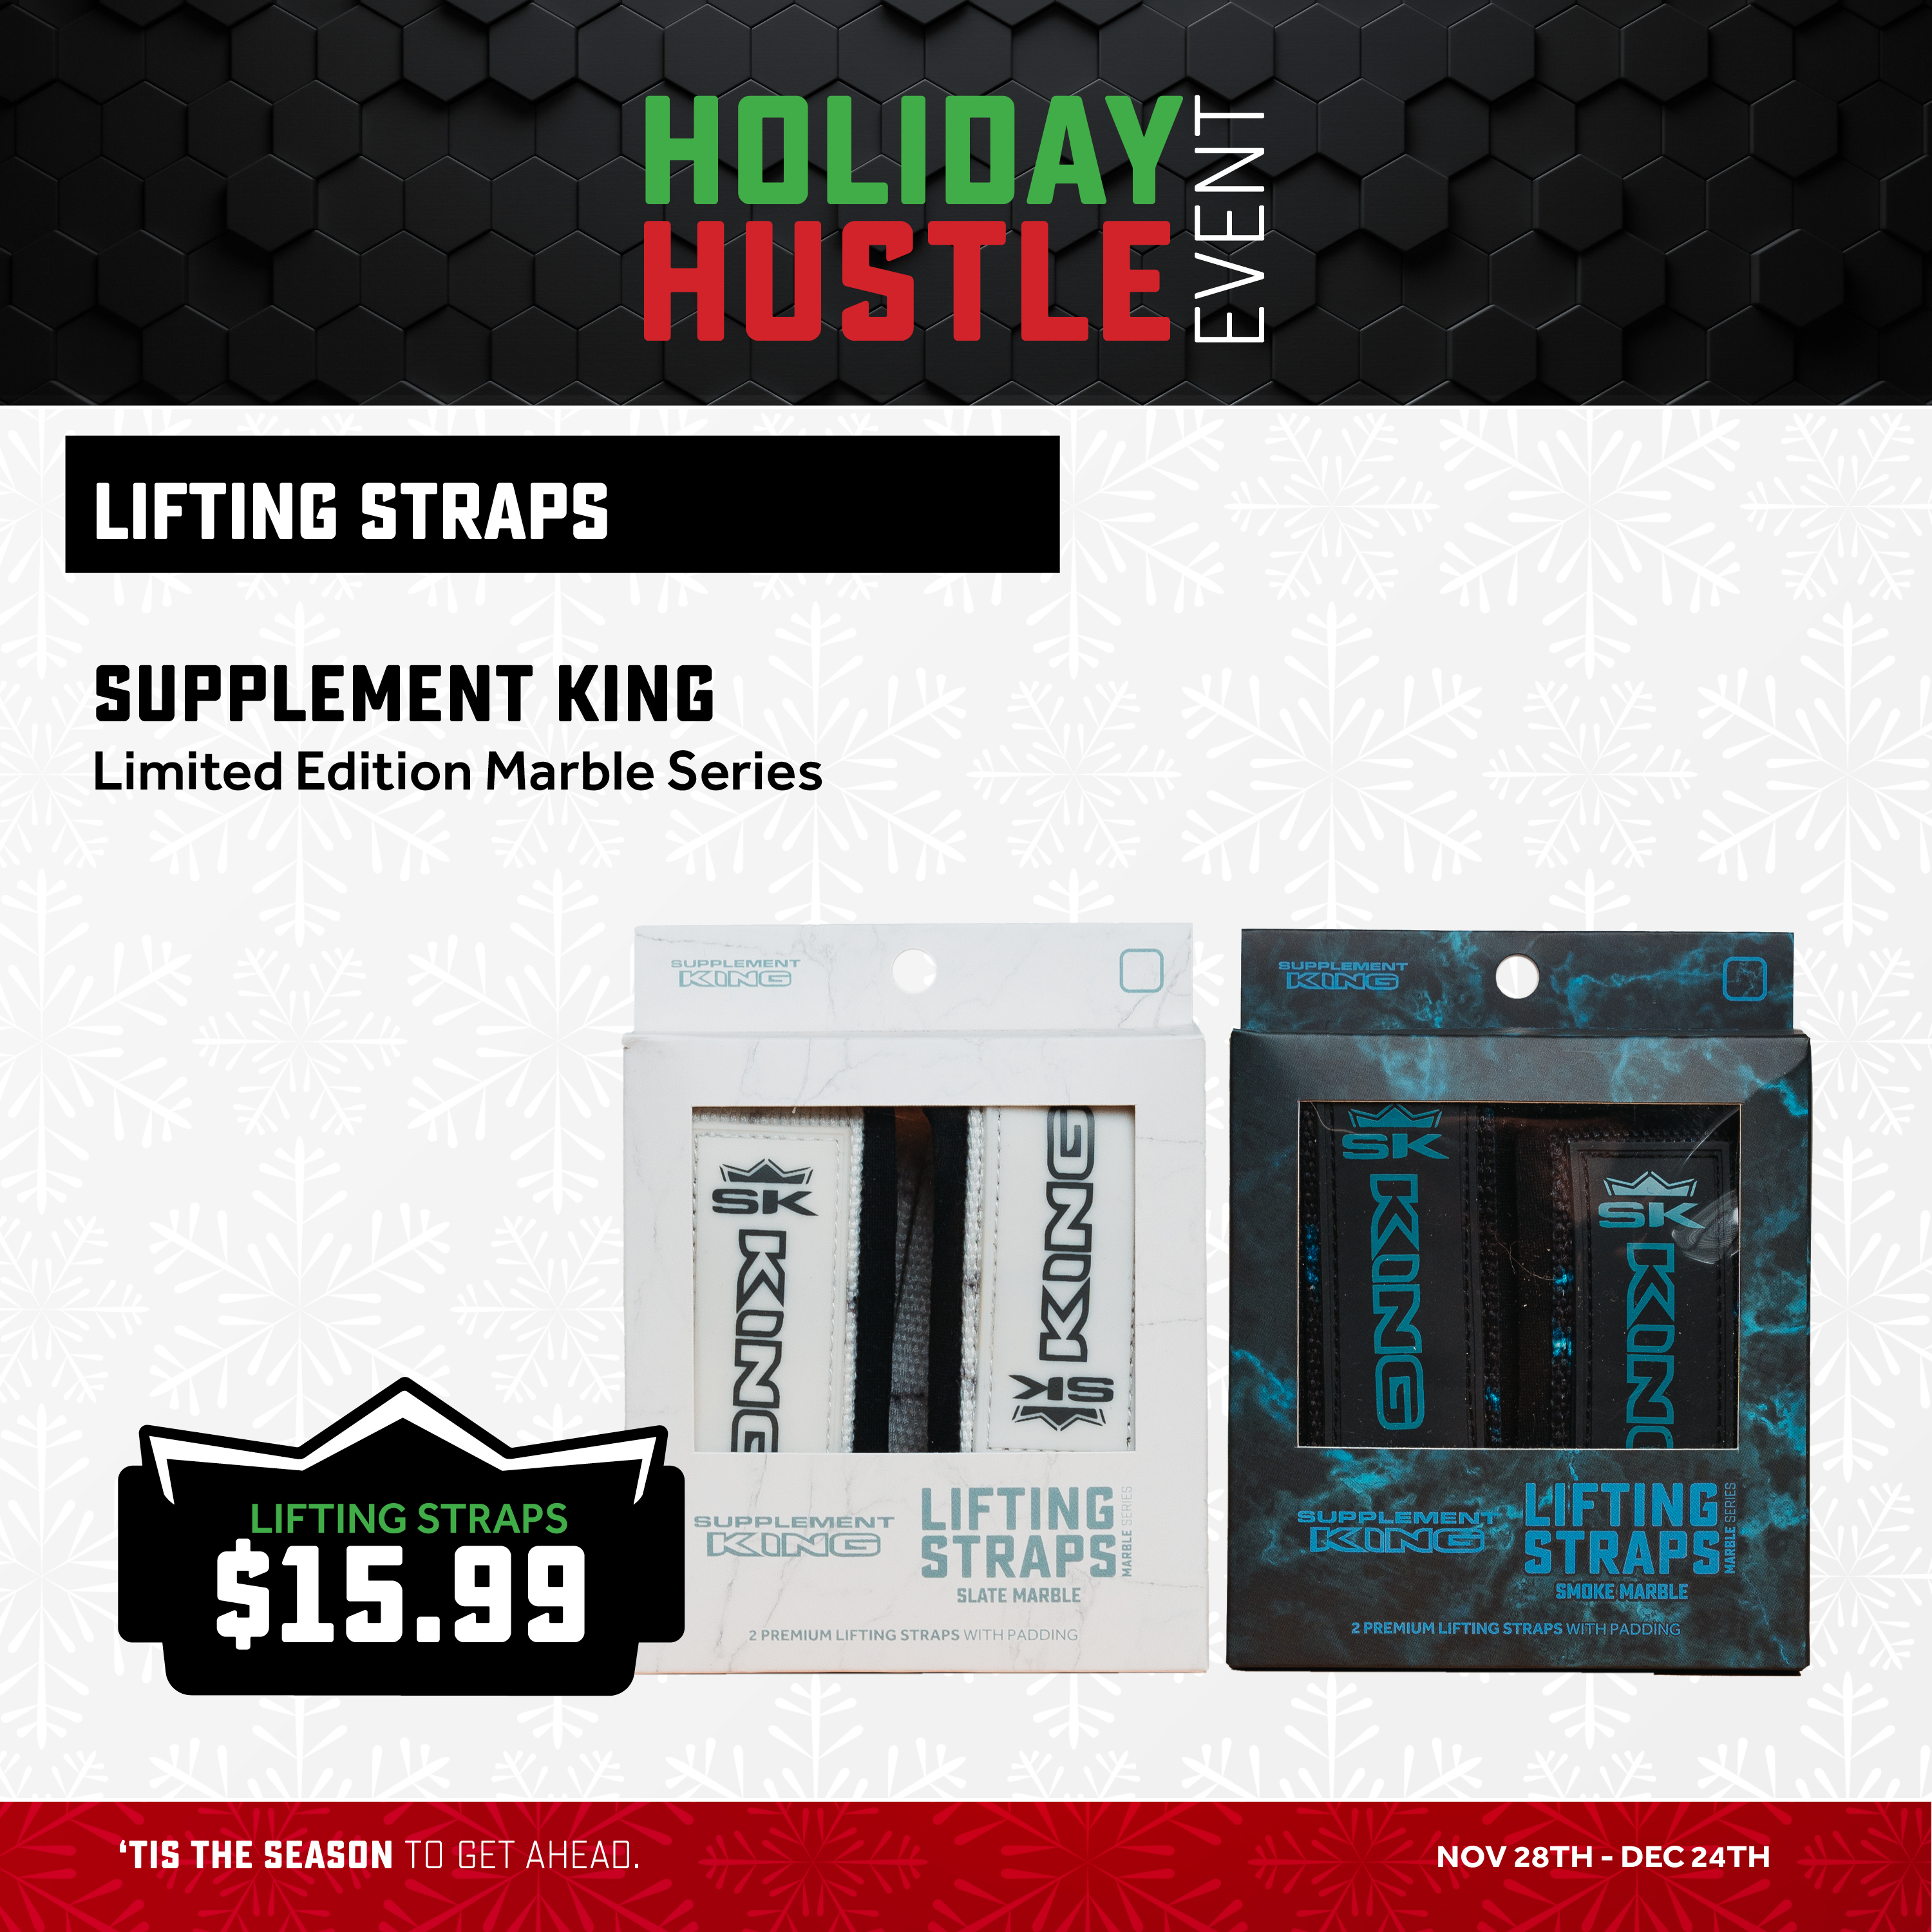 HOLIDAY
HUSTLE
EVENT
LIFTING STRAPS
SUPPLEMENT KING
Limited Edition Marble Series
SUPPLEMENT
KING
SK KING
KING SK
SUPPLEMENT
KING
LIFTING
STRAPS
MARBLE SERIES
SLATE MARBLE
2 PREMIUM LIFTING STRAPS WITH PADDING
SUPPLEMENT
KING
SK KING
SK KING
SUPPLEMENT
KING
LIFTING
STRAPS
MARBLE SERIES
SMOKE MARBLE
2 PREMIUM LIFTING STRAPS WITH PADDING
LIFTING STRAPS
$15.99
‘TIS THE SEASON TO GET AHEAD.
NOV 28TH - DEC 24TH